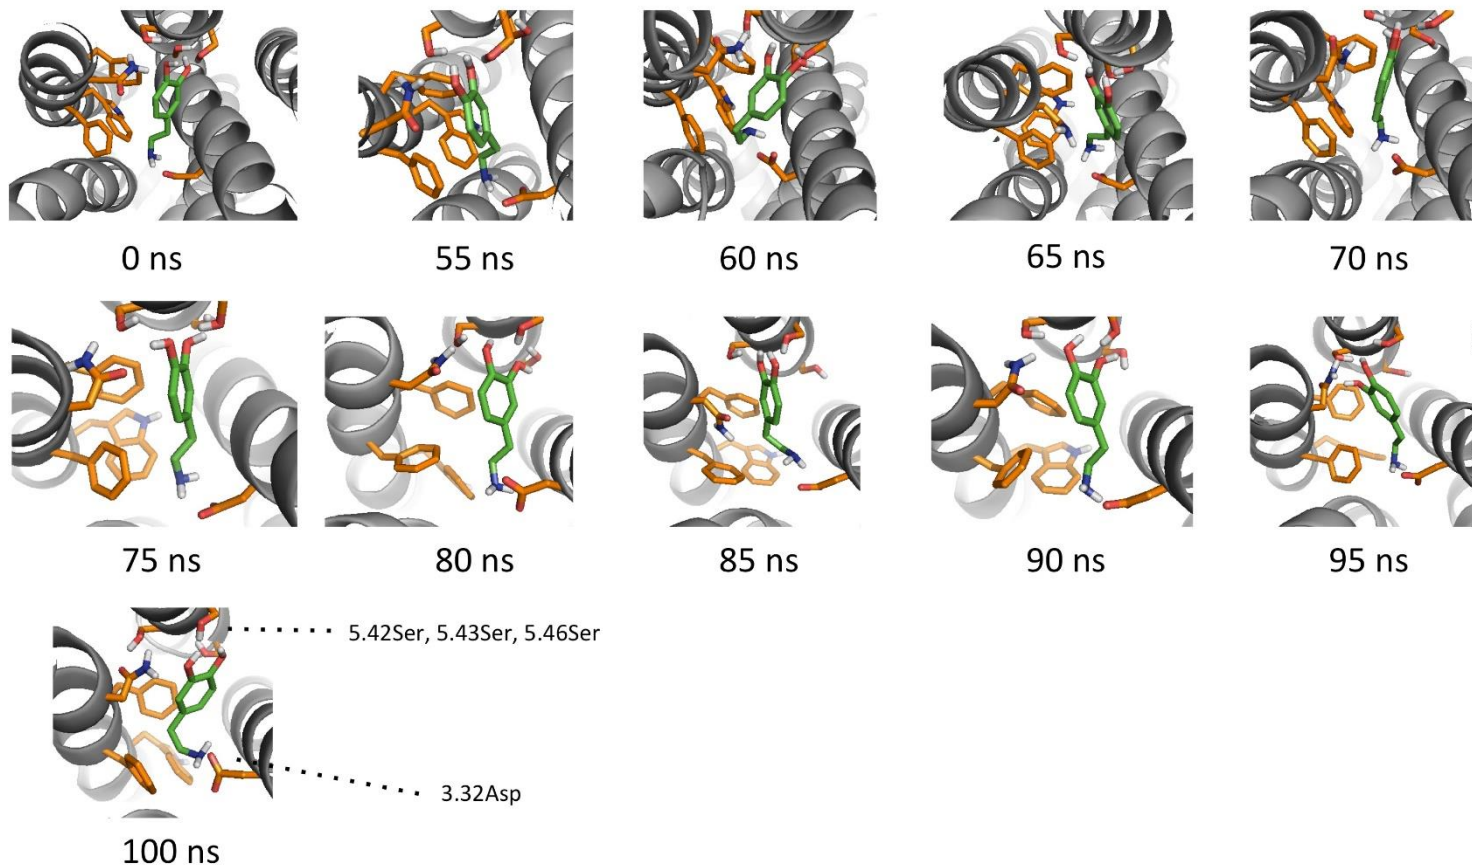 0 ns
55 ns
60 ns
65 ns
70 ns
75 ns
80 ns
85 ns
90 ns
95 ns
5.42Ser, 5.43Ser, 5.46Ser
3.32Asp
100 ns